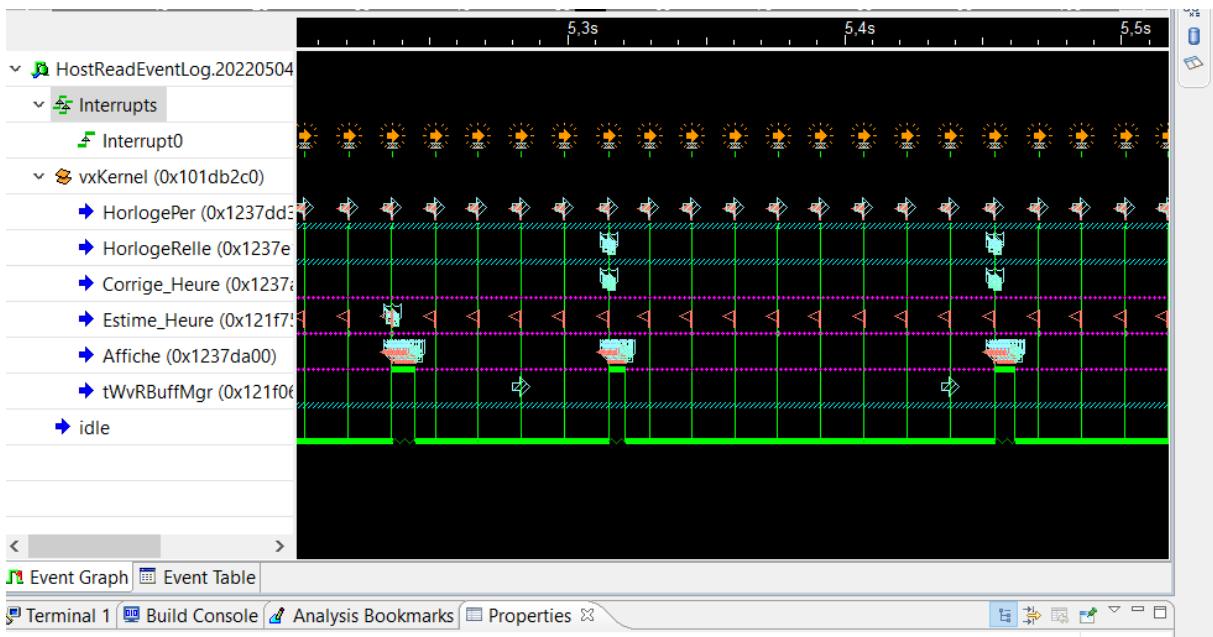 5,3s 5,4s 5,5s
HostReadEventLog.20220504
Interrupts
Interrupt0
vxKernel (0x101db2c0)
HorlogePer (0x1237dd3
HorlogeRelle (0x1237e
Corrige_Heure (0x1237
Estime_Heure (0x121f75
Affiche (0x1237da00)
tWvRBuffMgr (0x121f06
idle
Event Graph Event Table
Terminal 1 Build Console Analysis Bookmarks Properties